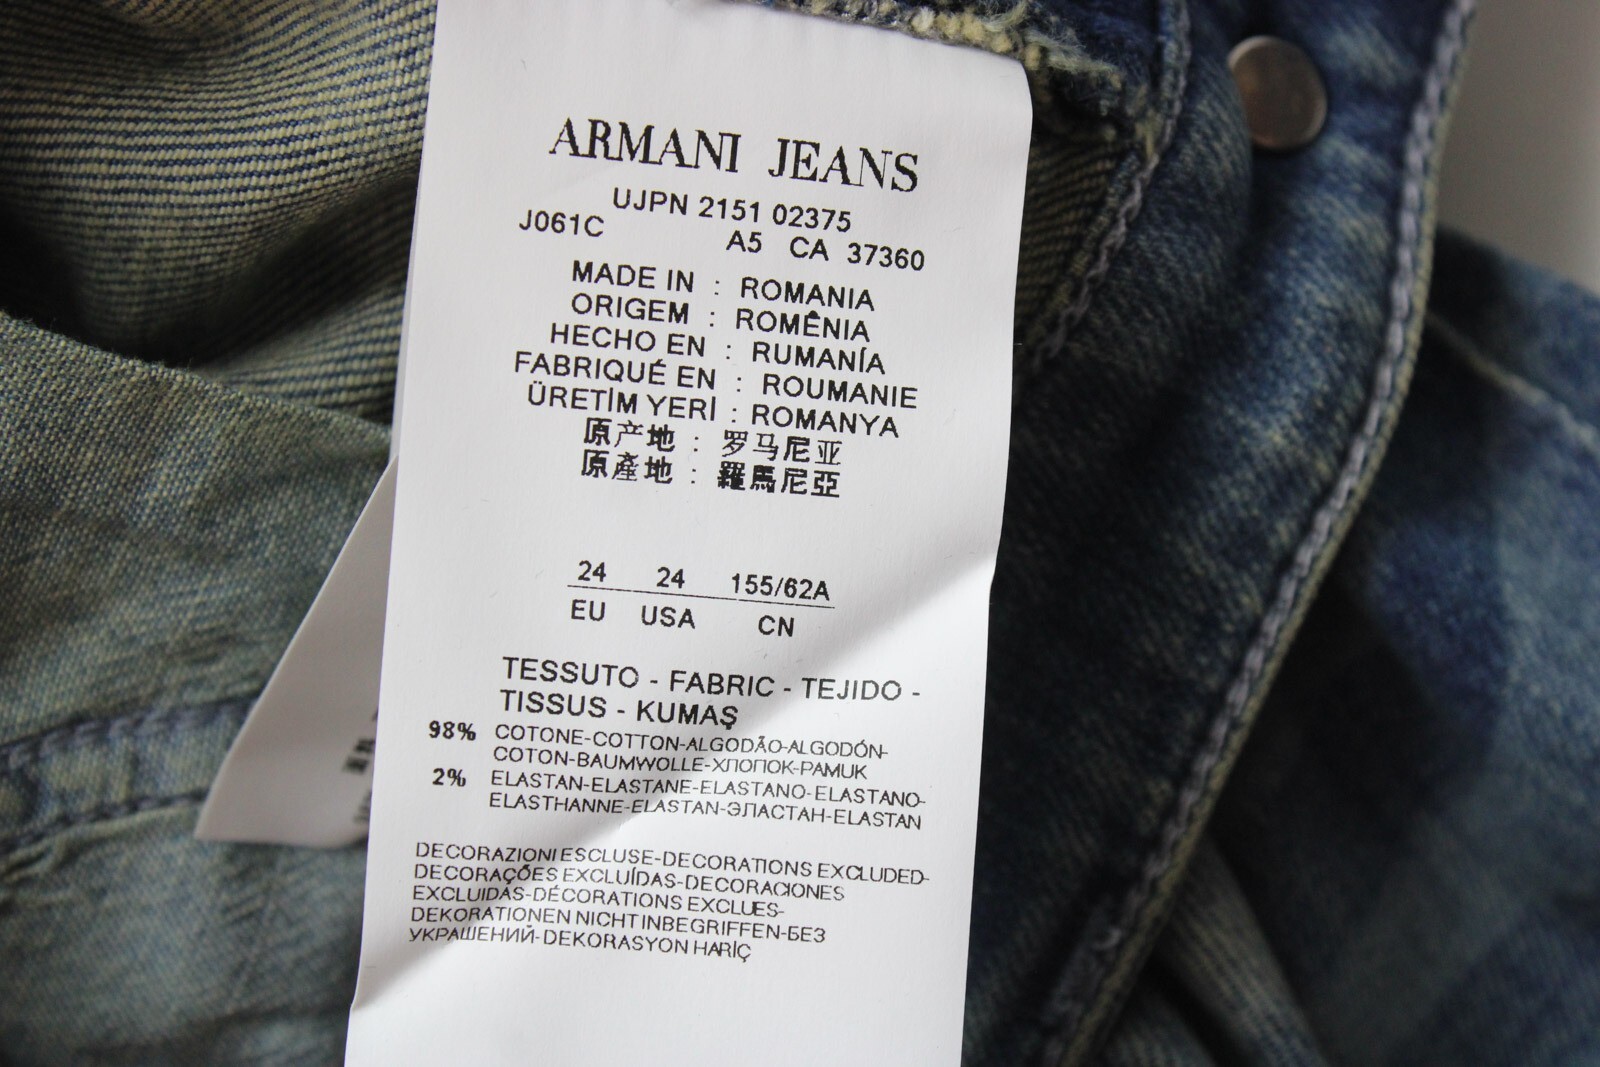 ARMANI JEANS
UJPN 2151 02375
J061C A5 CA 37360
MADE IN : ROMANIA
ORIGEM : ROMÊNIA
HECHO EN : RUMANÍA
FABRIQUÉ EN : ROUMANIE
ÜRETİM YERİ : ROMANYA
原产地 : 罗马尼亚
原產地 : 羅馬尼亞
24 24 155/62A
EU USA CN
TESSUTO - FABRIC - TEJIDO -
TISSUS - KUMAŞ
98% COTONE-COTTON-ALGODÃO-ALGODÓN-
COTON-BAUMWOLLE-ХЛОПОК-PAMUK
2% ELASTAN-ELASTANE-ELASTANO-ELASTANO-
ELASTHANNE-ELASTAN-ЭЛАСТАН-ELASTAN
DECORAZIONI ESCLUSE-DECORATIONS EXCLUDED-
DECORAÇÕES EXCLUÍDAS-DECORACIONES
EXCLUIDAS-DÉCORATIONS EXCLUES-
DEKORATIONEN NICHT INBEGRIFFEN-БЕЗ
УКРАШЕНИЙ-DEKORASYON HARİÇ